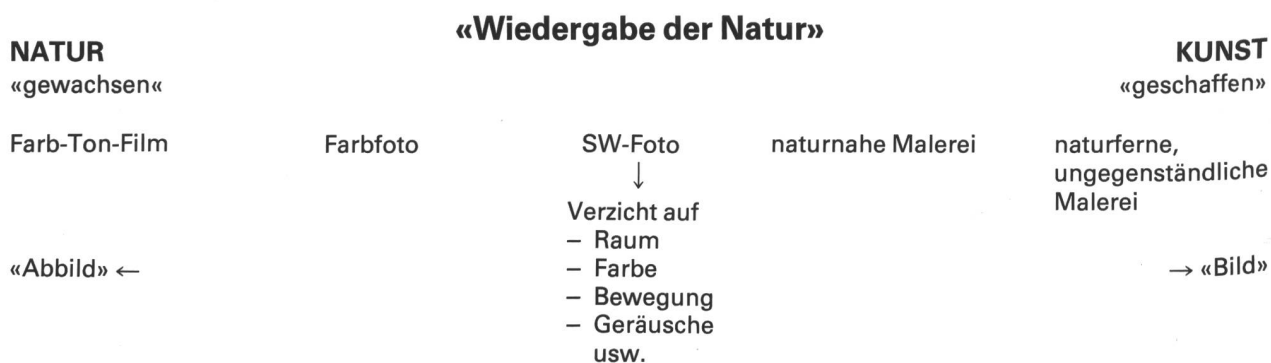 «Wiedergabe der Natur»
NATUR
«gewachsen«
KUNST
«geschaffen»
Farb-Ton-Film
Farbfoto
SW-Foto
naturnahe Malerei
naturferne,
ungegenständliche
Malerei
↓
Verzicht auf
– Raum
– Farbe
– Bewegung
– Geräusche
usw.
«Abbild» ←
→ «Bild»